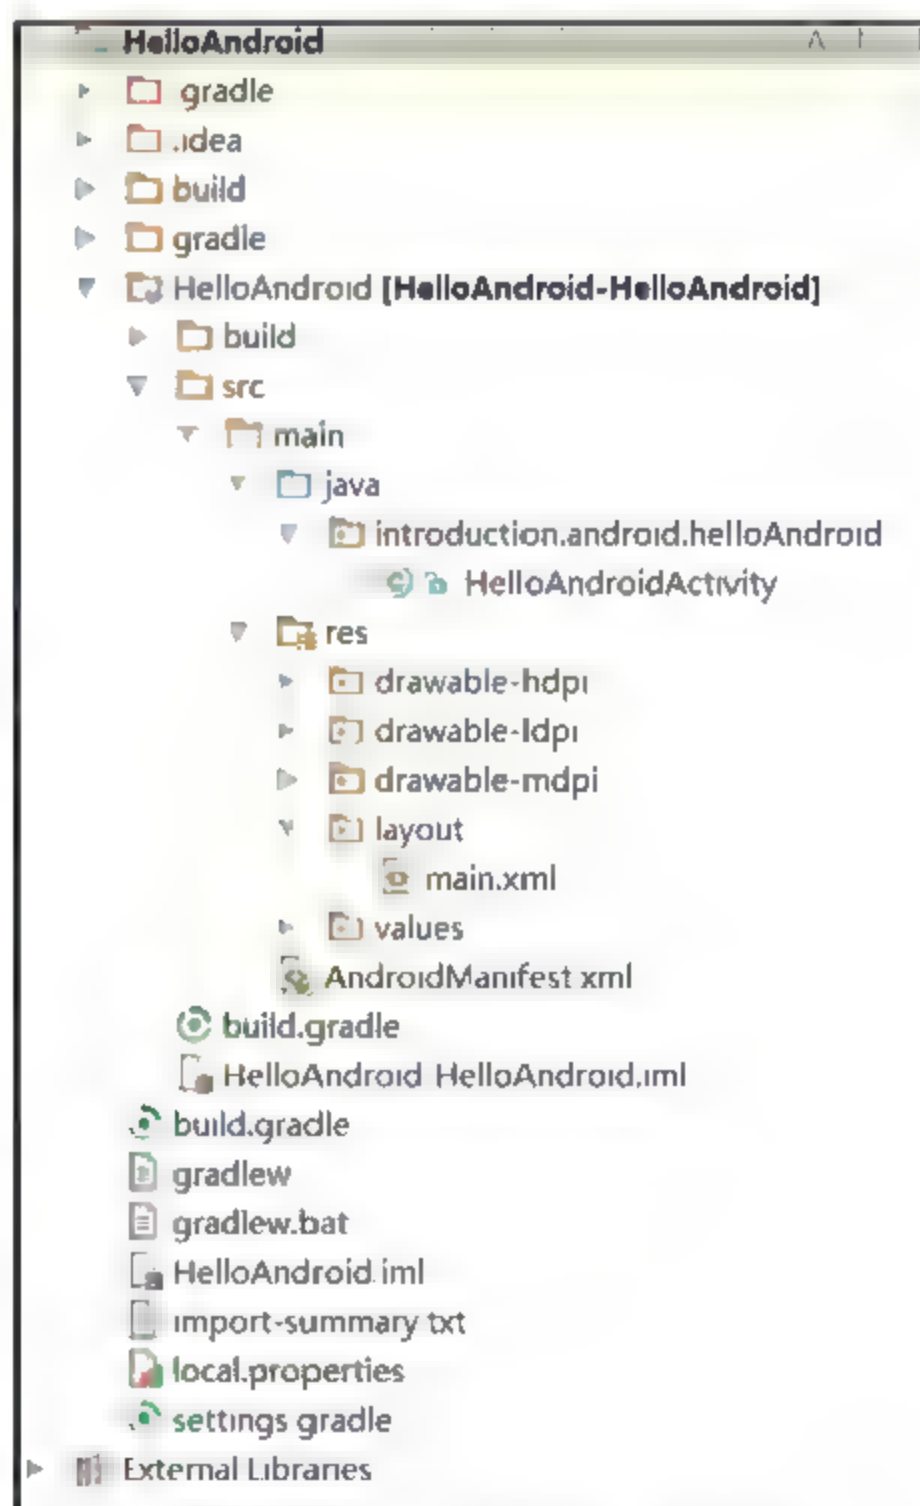 HelloAndroid
.gradle
.idea
build
gradle
HelloAndroid [HelloAndroid-HelloAndroid]
build
src
main
java
introduction.android.helloAndroid
HelloAndroidActivity
res
drawable-hdpi
drawable-ldpi
drawable-mdpi
layout
main.xml
values
AndroidManifest.xml
build.gradle
HelloAndroid-HelloAndroid.iml
build.gradle
gradlew
gradlew.bat
HelloAndroid.iml
import-summary.txt
local.properties
settings.gradle
External Libraries